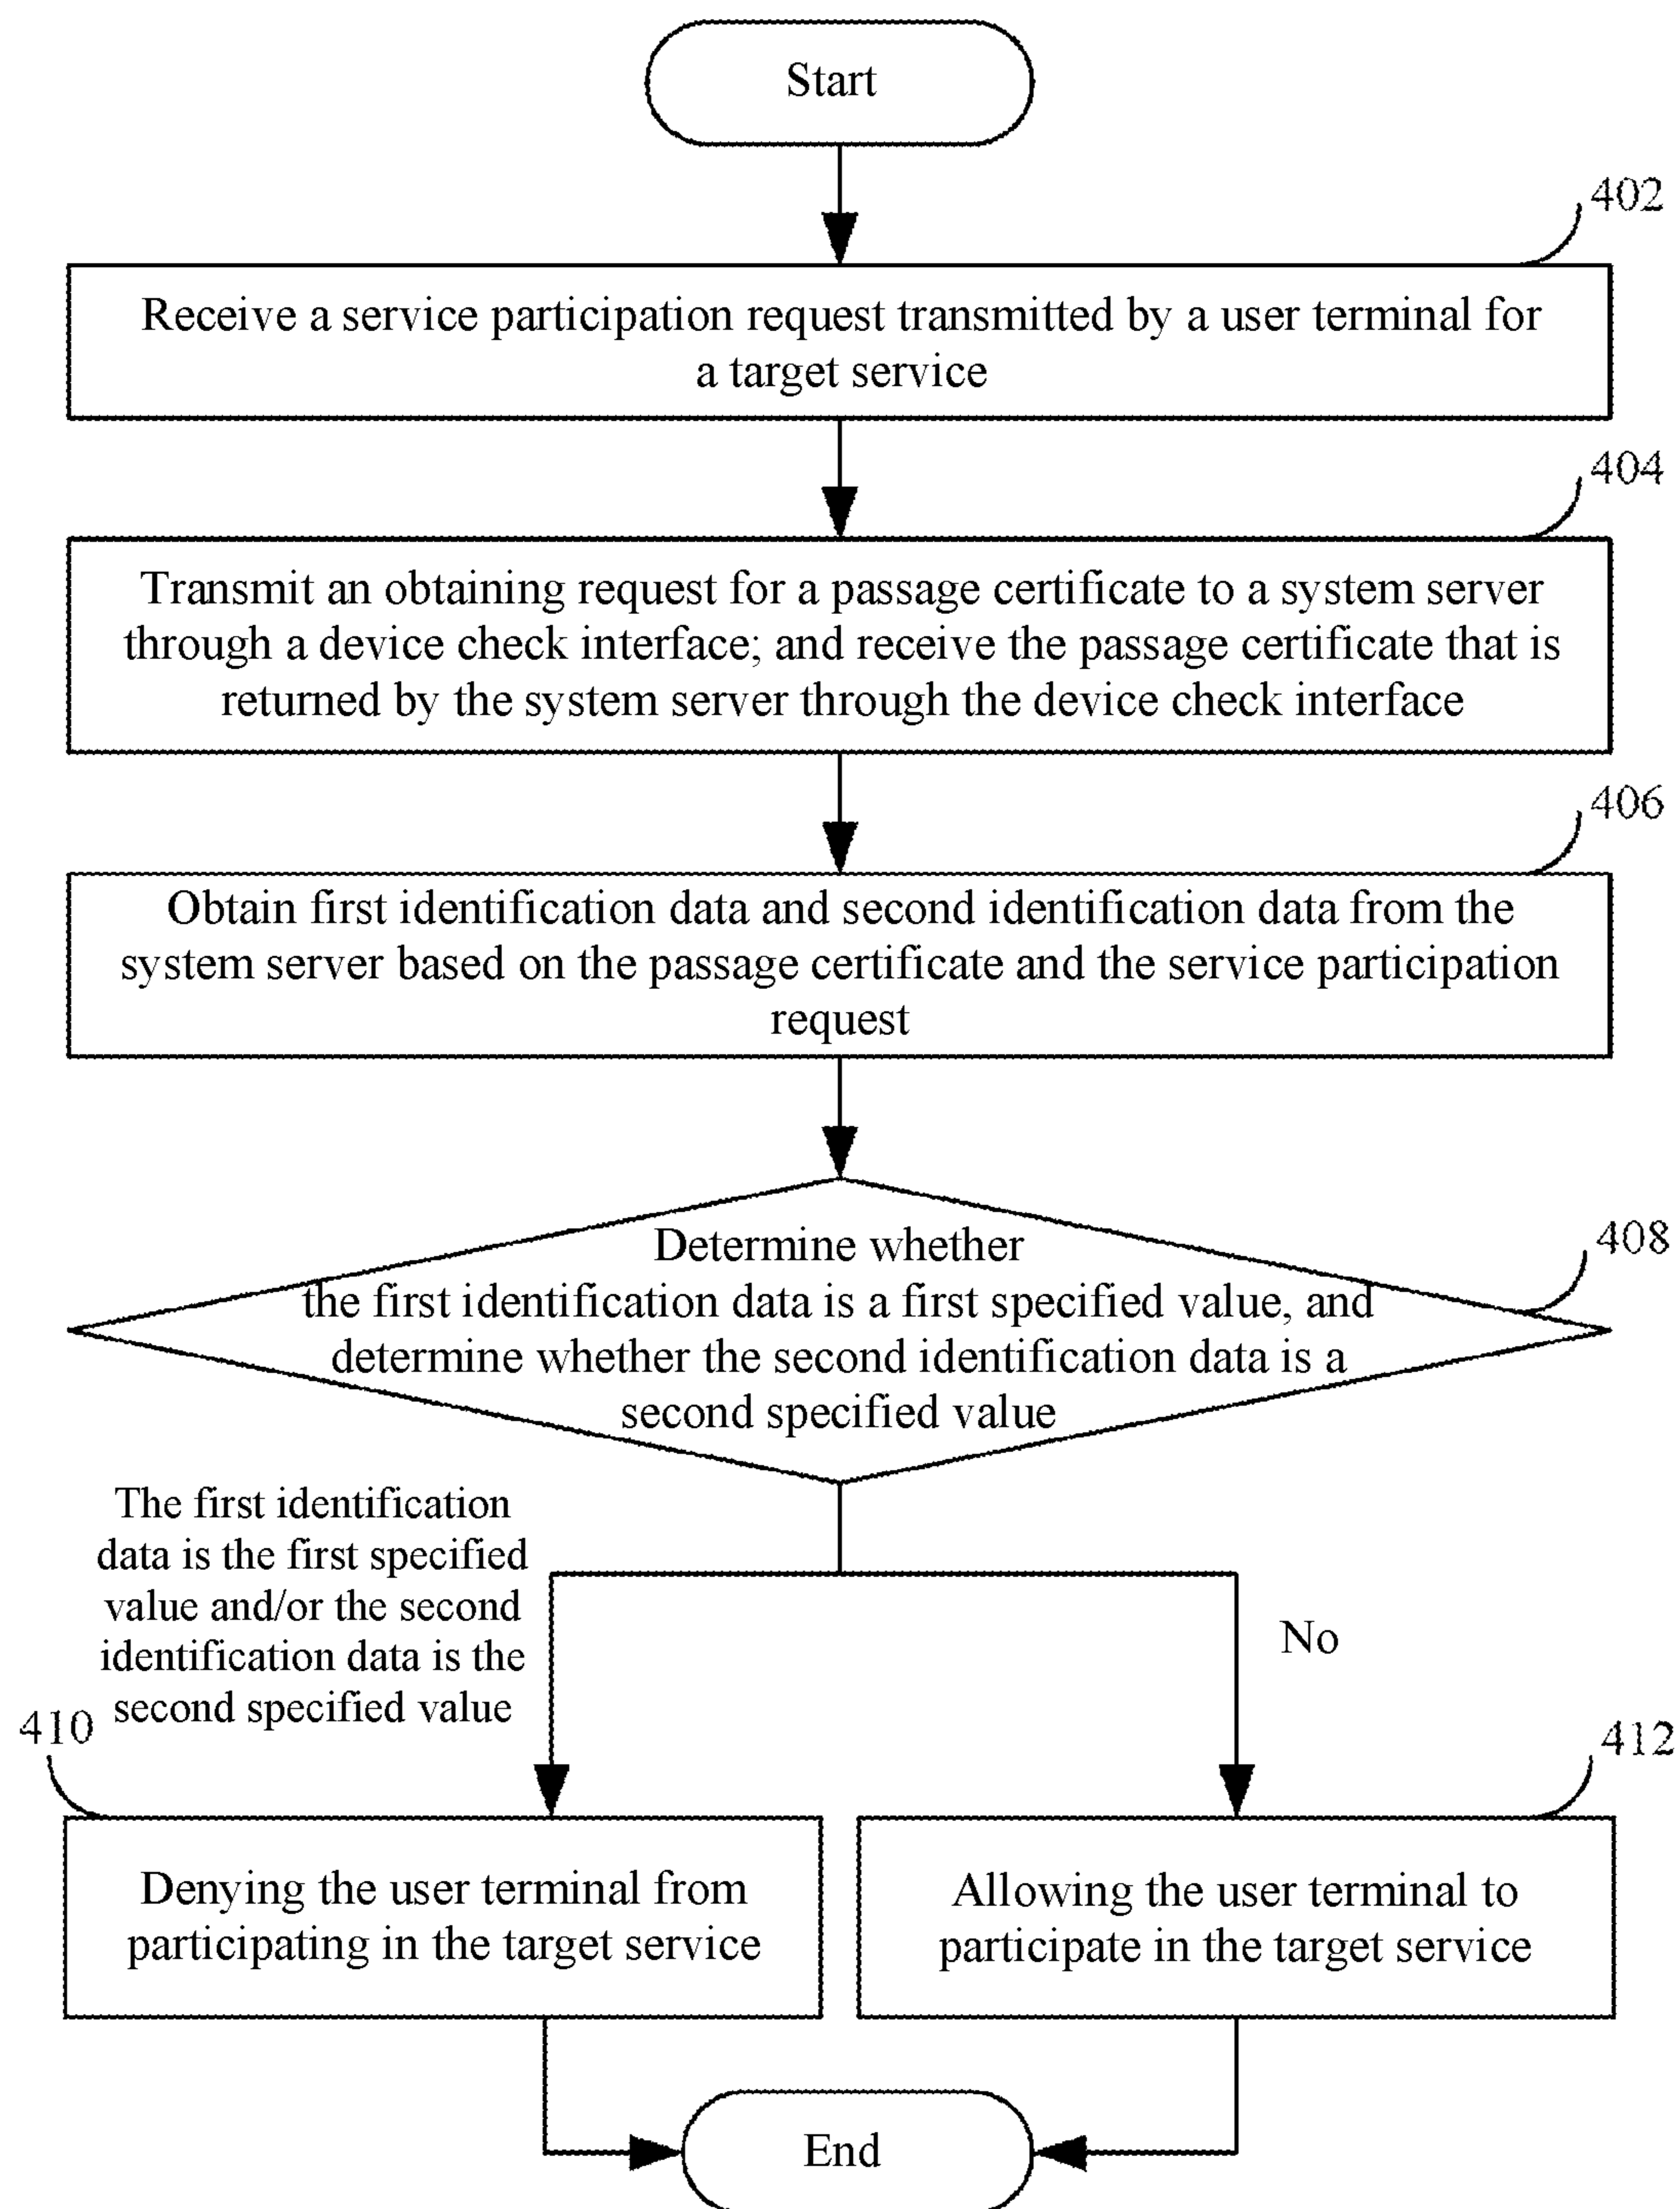 Start
402
Receive a service participation request transmitted by a user terminal for
a target service
404
Transmit an obtaining request for a passage certificate to a system server
through a device check interface; and receive the passage certificate that is
returned by the system server through the device check interface
406
Obtain first identification data and second identification data from the
system server based on the passage certificate and the service participation
request
408
Determine whether
the first identification data is a first specified value, and
determine whether the second identification data is a
second specified value
The first identification
data is the first specified
value and/or the second
identification data is the
second specified value
No
410
412
Denying the user terminal from
participating in the target service
Allowing the user terminal to
participate in the target service
End